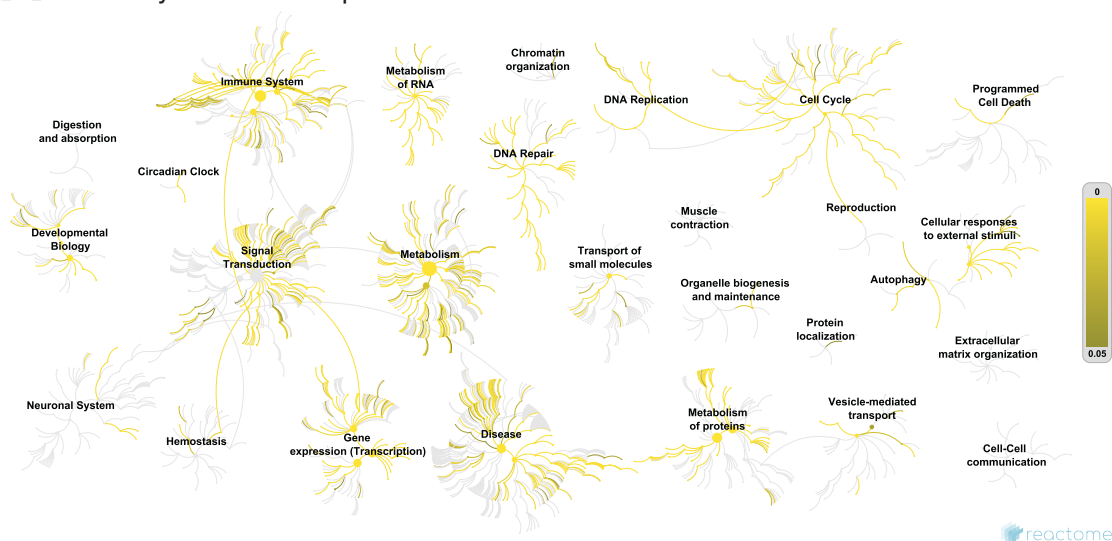 Immune System
Metabolism
of RNA
Chromatin
organization
DNA Replication
Cell Cycle
Programmed
Cell Death
Digestion
and absorption
Circadian Clock
DNA Repair
Developmental
Biology
Signal
Transduction
Metabolism
Transport of
small molecules
Muscle
contraction
Reproduction
Cellular responses
to external stimuli
Organelle biogenesis
and maintenance
Autophagy
Protein
localization
Extracellular
matrix organization
0
0.05
Neuronal System
Hemostasis
Gene
expression (Transcription)
Disease
Metabolism
of proteins
Vesicle-mediated
transport
Cell-Cell
communication
reactome